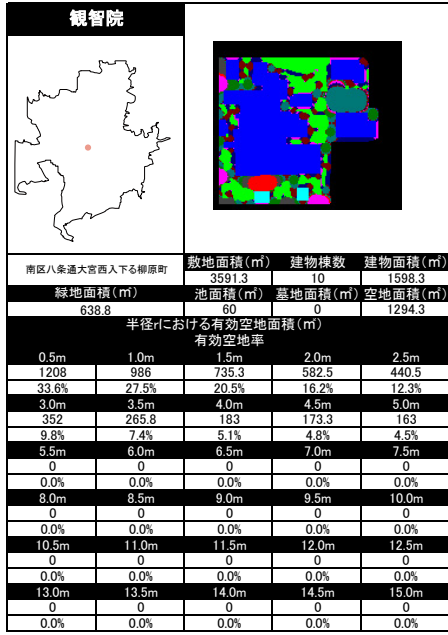 観智院
南区八条通大宮西入下る柳原町
敷地面積(㎡) 建物棟数 建物面積(㎡)
3591.3 10 1598.3
緑地面積(㎡) 池面積(㎡) 墓地面積(㎡) 空地面積(㎡)
638.8 60 0 1294.3
半径rにおける有効空地面積(㎡)
有効空地率
0.5m 1.0m 1.5m 2.0m 2.5m
1208 986 735.3 582.5 440.5
33.6% 27.5% 20.5% 16.2% 12.3%
3.0m 3.5m 4.0m 4.5m 5.0m
352 265.8 183 173.3 163
9.8% 7.4% 5.1% 4.8% 4.5%
5.5m 6.0m 6.5m 7.0m 7.5m
0 0 0 0 0
0.0% 0.0% 0.0% 0.0% 0.0%
8.0m 8.5m 9.0m 9.5m 10.0m
0 0 0 0 0
0.0% 0.0% 0.0% 0.0% 0.0%
10.5m 11.0m 11.5m 12.0m 12.5m
0 0 0 0 0
0.0% 0.0% 0.0% 0.0% 0.0%
13.0m 13.5m 14.0m 14.5m 15.0m
0 0 0 0 0
0.0% 0.0% 0.0% 0.0% 0.0%